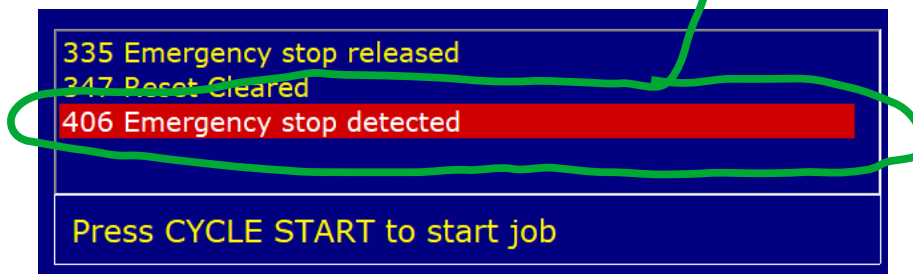 335 Emergency stop released
347 Reset Cleared
406 Emergency stop detected
Press CYCLE START to start job